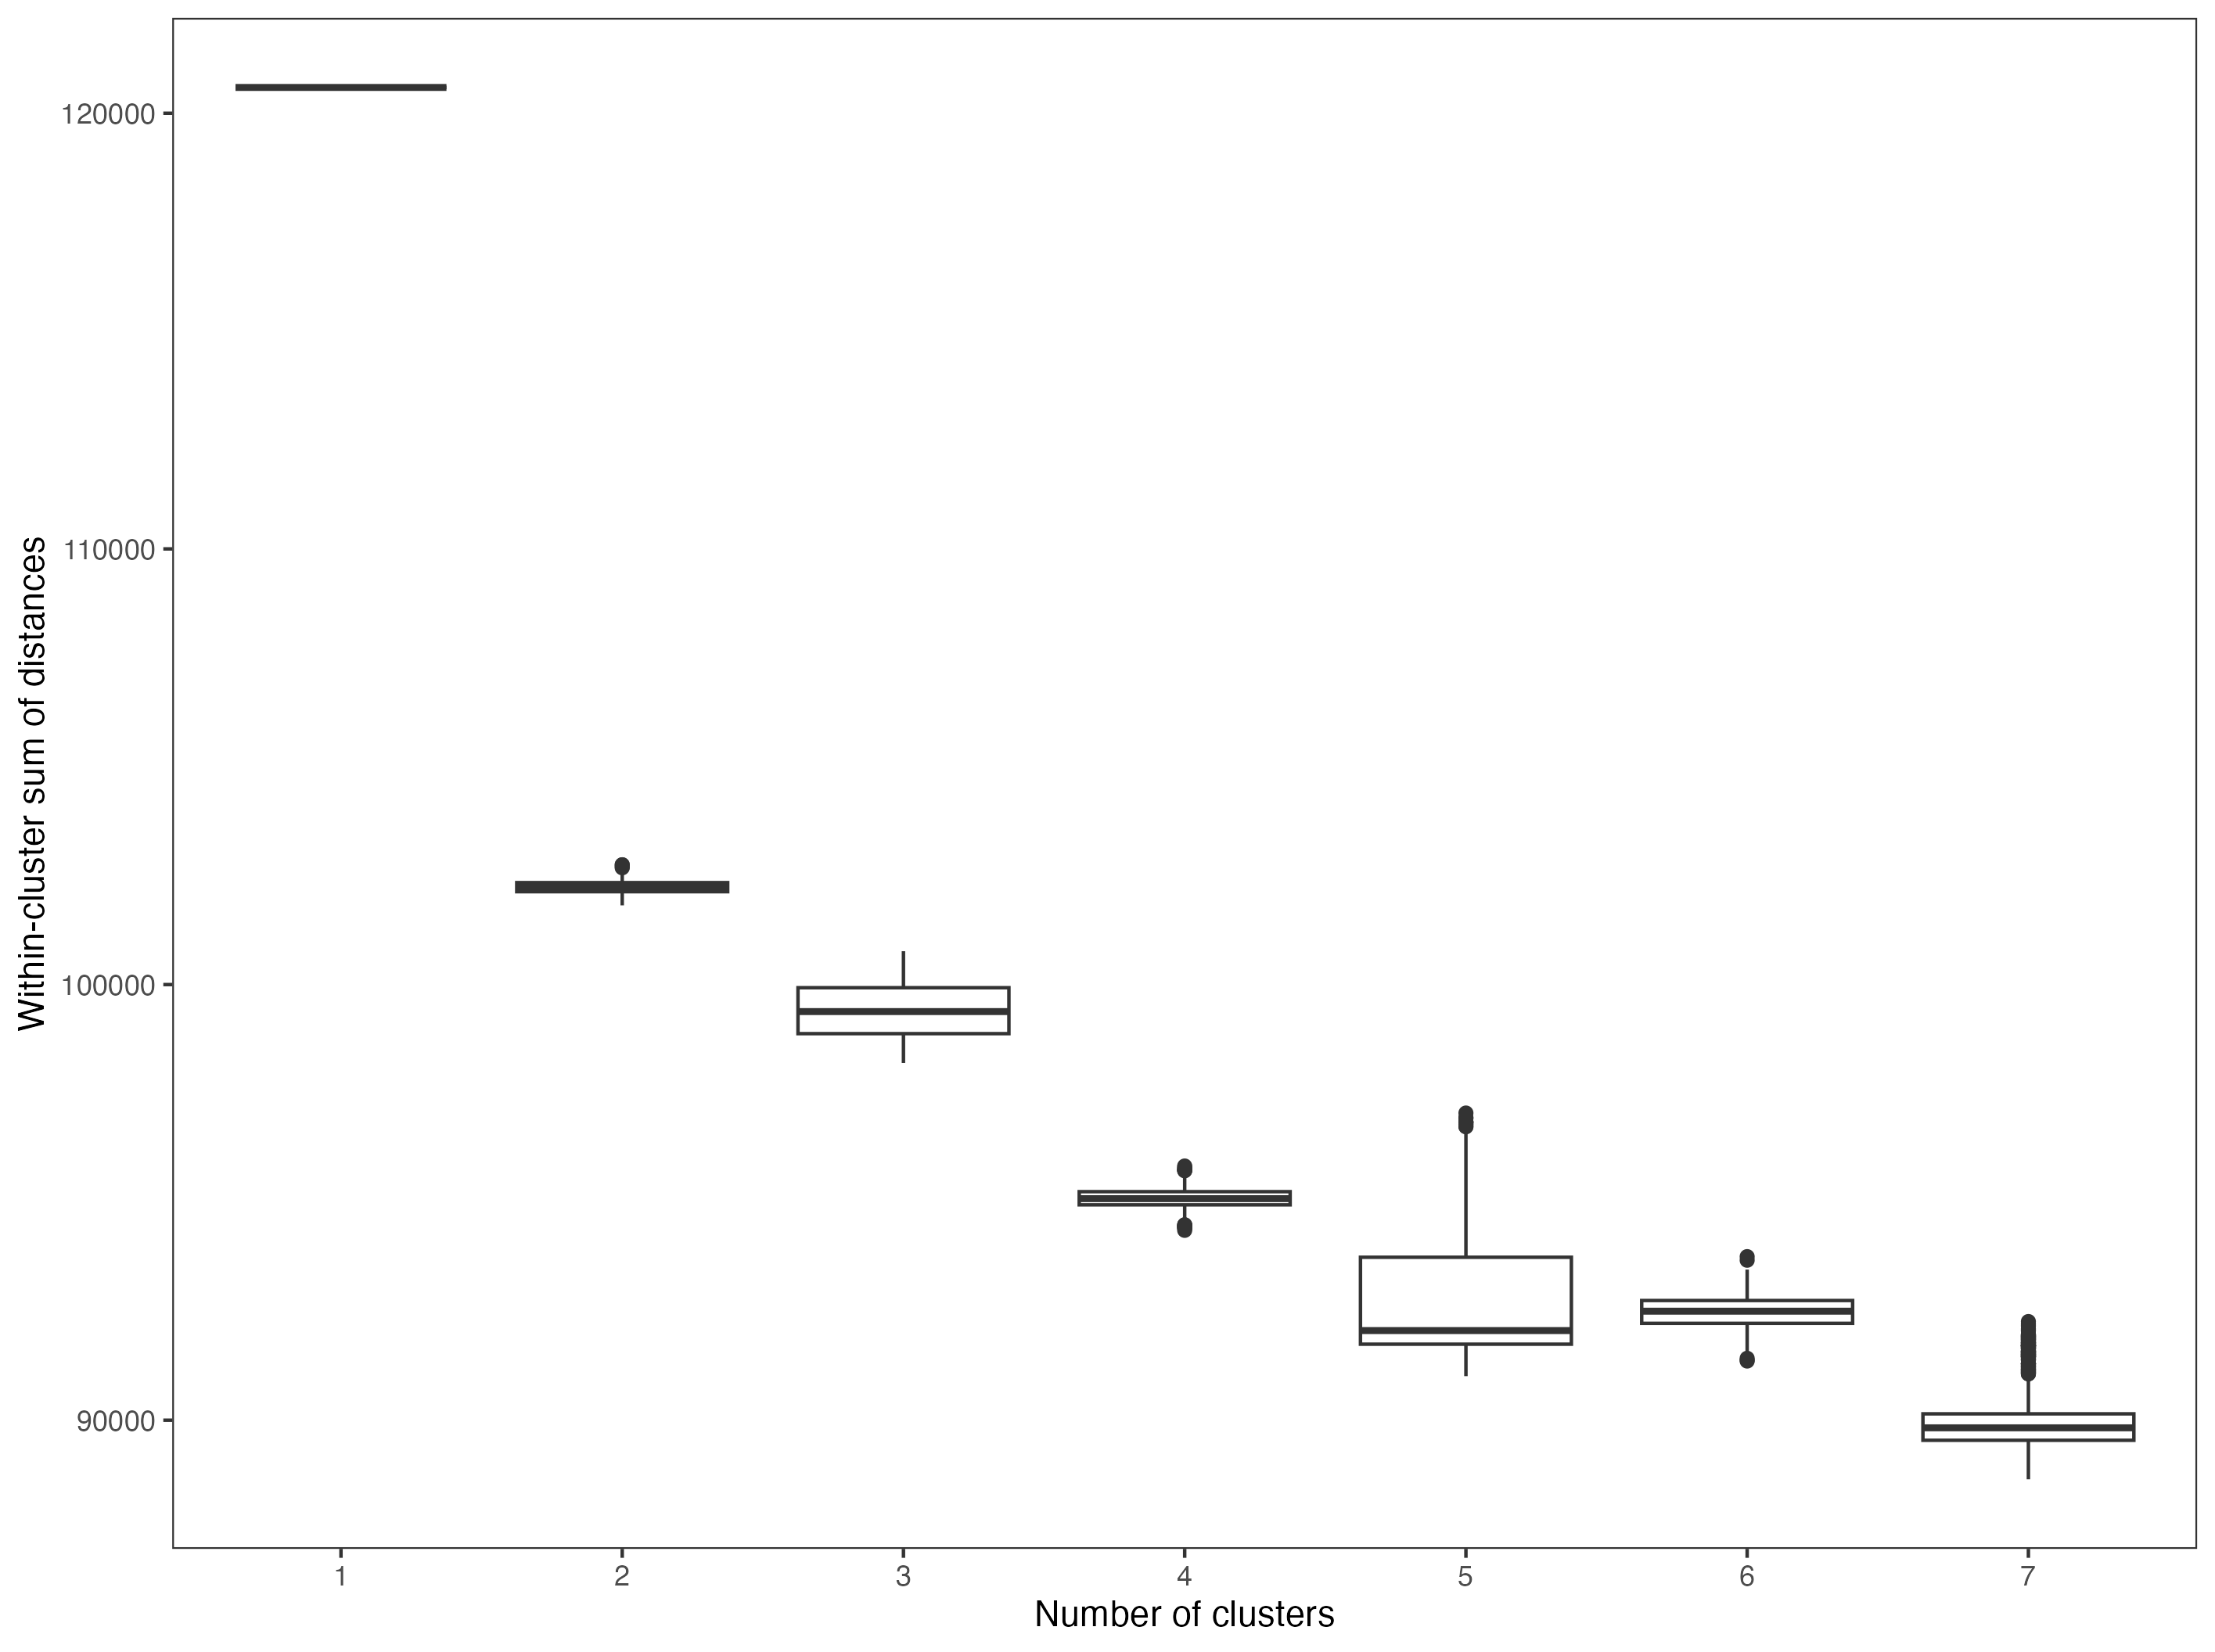 Within-cluster sum of distances
120000
110000
100000
90000
1 2 3 4 5 6 7
Number of clusters